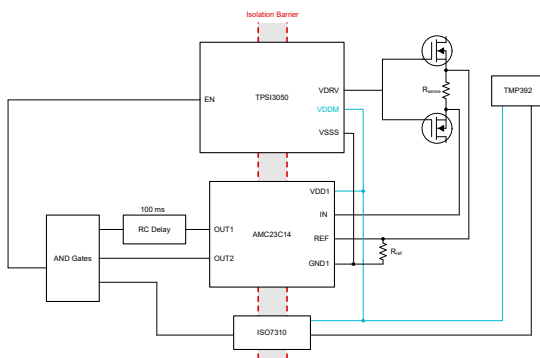 Isolation Barrier
TPSI3050
EN
VDRV
VDDM
VSSS
Rsense
TMP392
100 ms
RC Delay
AND Gates
OUT1
OUT2
AMC23C14
VDD1
IN
REF
GND1
Rref
ISO7310